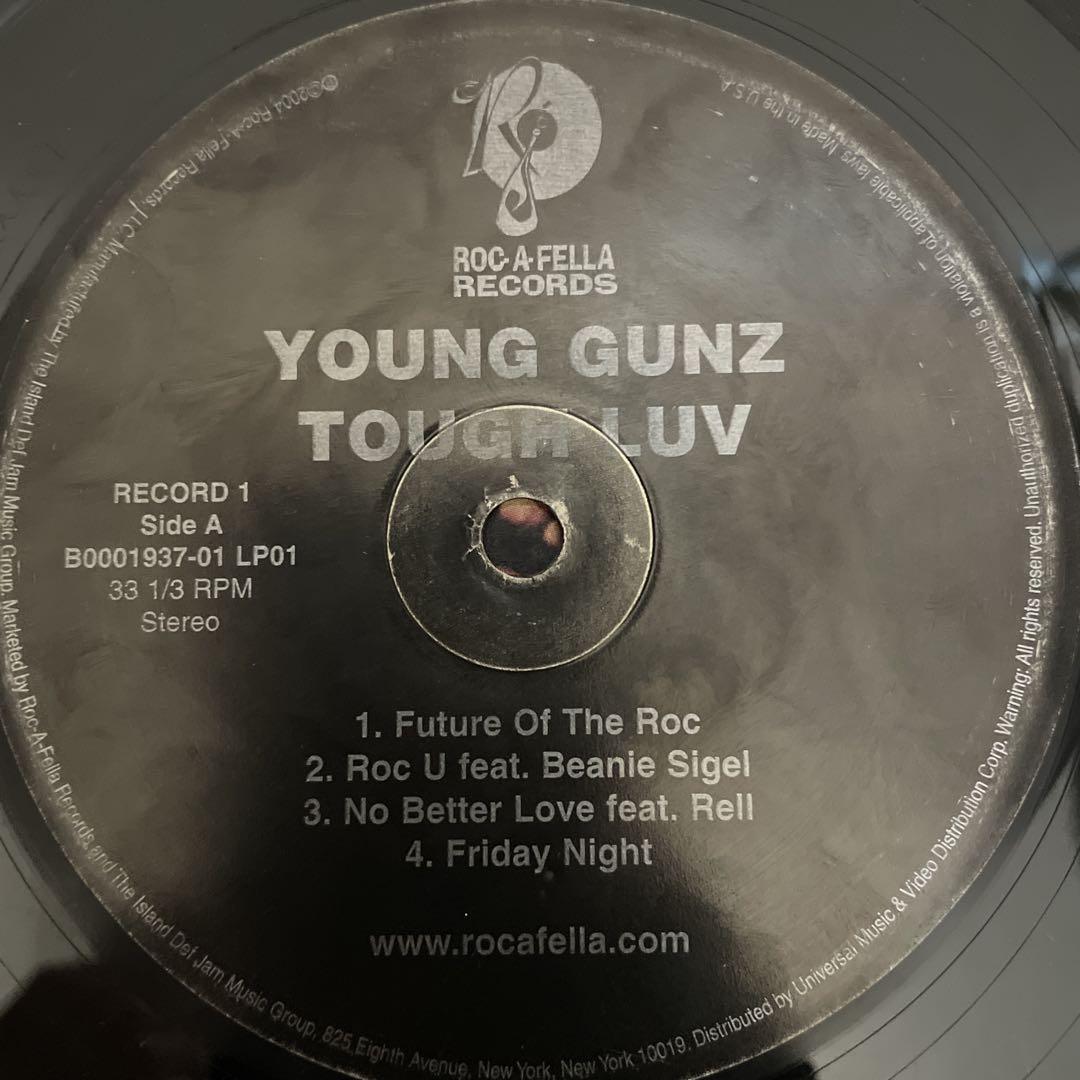 ROC-A-FELLA
RECORDS
YOUNG GUNZ
TOUGH LUV
RECORD 1
Side A
B0001937-01 LP01
33 1/3 RPM
Stereo
1. Future Of The Roc
2. Roc U feat. Beanie Sigel
3. No Better Love feat. Rell
4. Friday Night
www.rocafella.com
℗©2004 Roc-A-Fella Records, LLC. Manufactured by The Island Def Jam Music Group. Marketed by Roc-A-Fella Records and The Island Def Jam Music Group, 825 Eighth Avenue, New York, New York 10019. Distributed by Universal Music & Video Distribution Corp. Warning: All rights reserved. Unauthorized duplication is a violation of applicable laws. Made in the U.S.A